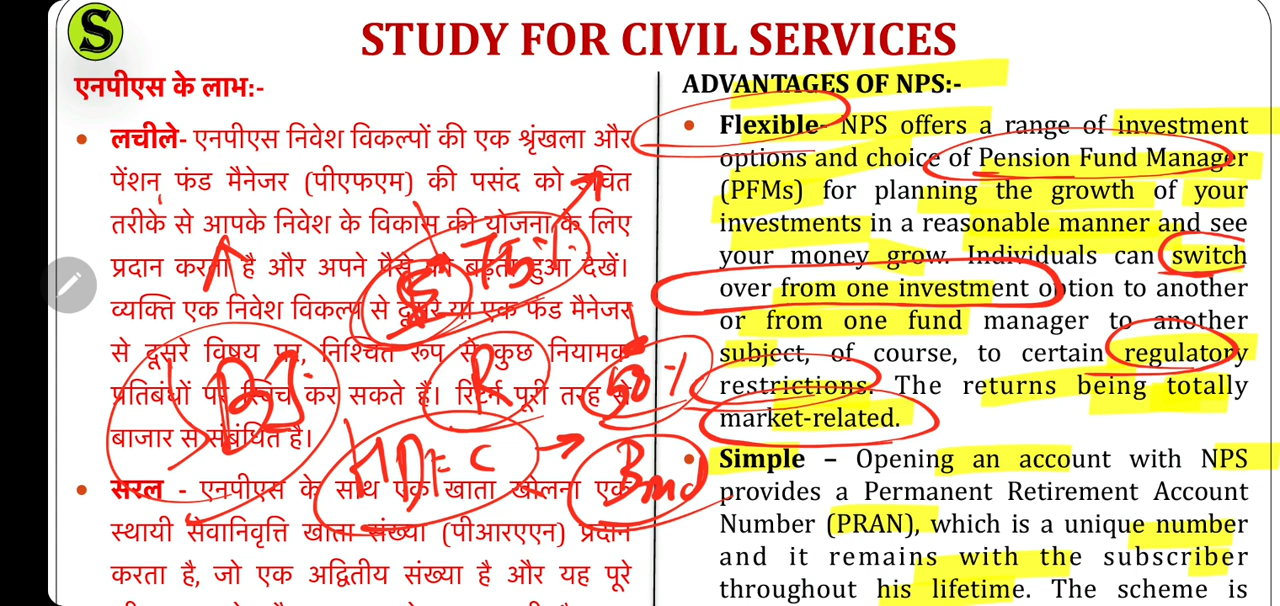 S
STUDY FOR CIVIL SERVICES
एनपीएस के लाभ:-
लचीले- एनपीएस निवेश विकल्पों की एक श्रृंखला और
पेंशन फंड मैनेजर (पीएफएम) की पसंद को उचित
तरीके से आपके निवेश के विकास की योजना के लिए
प्रदान करता है और अपने पैसे को बढ़ता हुआ देखें।
व्यक्ति एक निवेश विकल्प से दूसरे या एक फंड मैनेजर
से दूसरे विषय पर, निश्चित रूप से कुछ नियामक
प्रतिबंधों पर स्विच कर सकते हैं। रिटर्न पूरी तरह से
बाजार से संबंधित है।
सरल - एनपीएस के साथ एक खाता खोलना एक
स्थायी सेवानिवृत्ति खाता संख्या (पीआरएएन) प्रदान
करता है, जो एक अद्वितीय संख्या है और यह पूरे
75%
R
50%
HDFC
Bond
ADVANTAGES OF NPS:-
Flexible- NPS offers a range of investment
options and choice of Pension Fund Manager
(PFMs) for planning the growth of your
investments in a reasonable manner and see
your money grow. Individuals can switch
over from one investment option to another
or from one fund manager to another
subject, of course, to certain regulatory
restrictions. The returns being totally
market-related.
Simple – Opening an account with NPS
provides a Permanent Retirement Account
Number (PRAN), which is a unique number
and it remains with the subscriber
throughout his lifetime. The scheme is